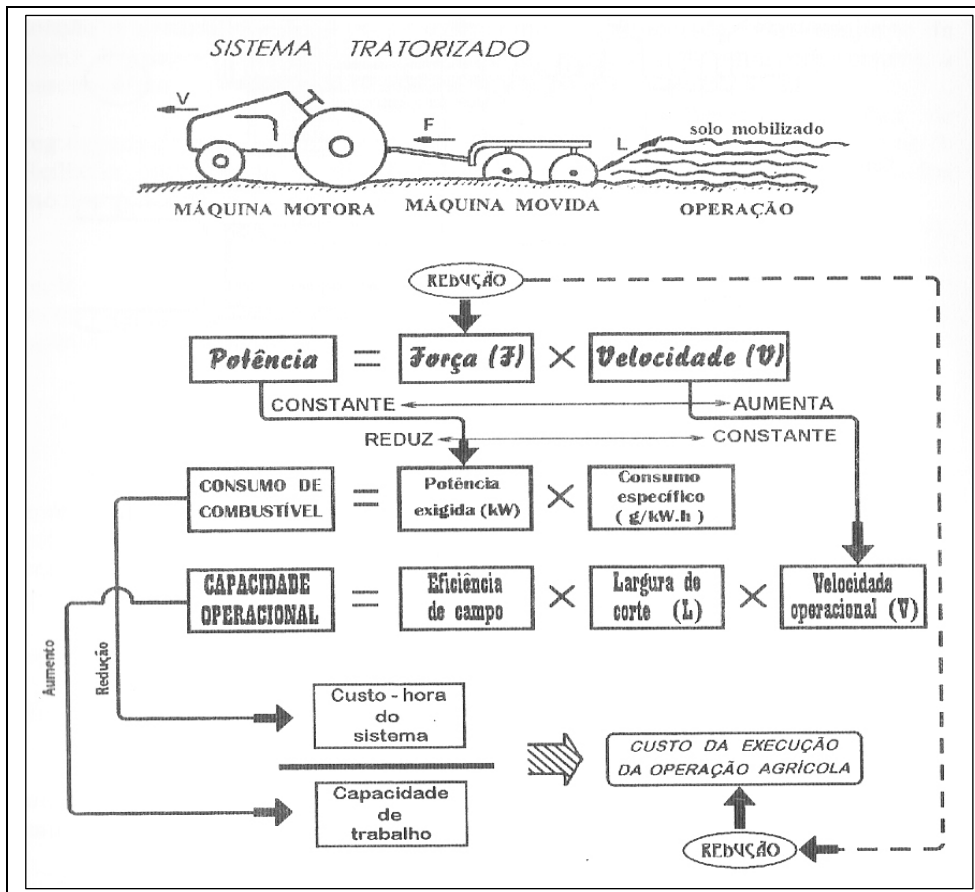 SISTEMA TRATORIZADO
V
F
L
solo mobilizado
MÁQUINA MOTORA
MÁQUINA MOVIDA
OPERAÇÃO
REDUÇÃO
Potência = Força (F) × Velocidade (V)
CONSTANTE
AUMENTA
REDUZ
CONSTANTE
CONSUMO DE
COMBUSTÍVEL
=
Potência
exigida (kW)
×
Consumo
específico
( g/kW.h )
CAPACIDADE
OPERACIONAL
=
Eficiência
de campo
×
Largura de
corte (L)
×
Velocidade
operacional (V)
Aumento
Redução
Custo - hora
do
sistema
Capacidade
de
trabalho
CUSTO DA EXECUÇÃO
DA OPERAÇÃO AGRÍCOLA
REDUÇÃO